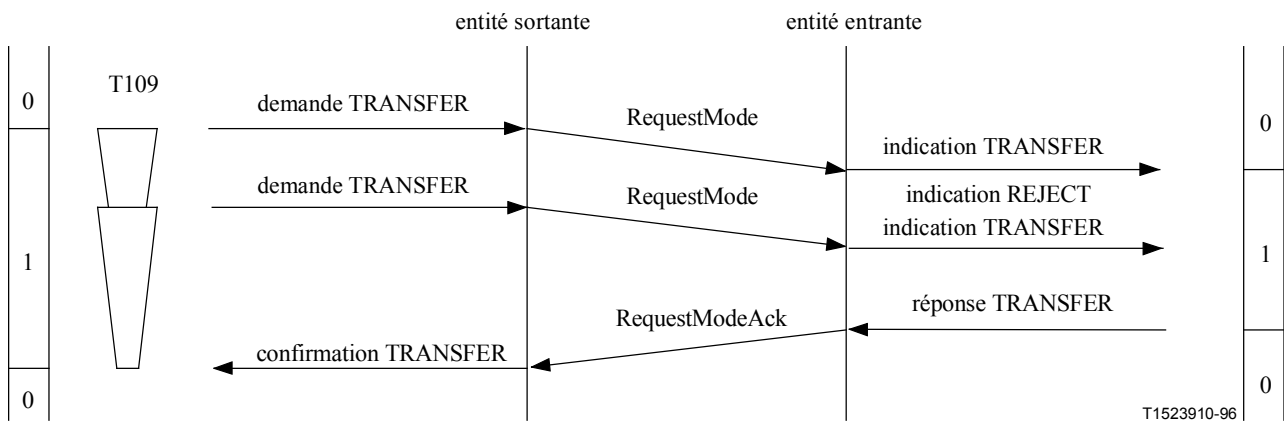 entité sortante
entité entrante
T109
0
demande TRANSFER
RequestMode
0
indication TRANSFER
demande TRANSFER
RequestMode
indication REJECT
indication TRANSFER
1
1
RequestModeAck
réponse TRANSFER
confirmation TRANSFER
0
0
T1523910-96